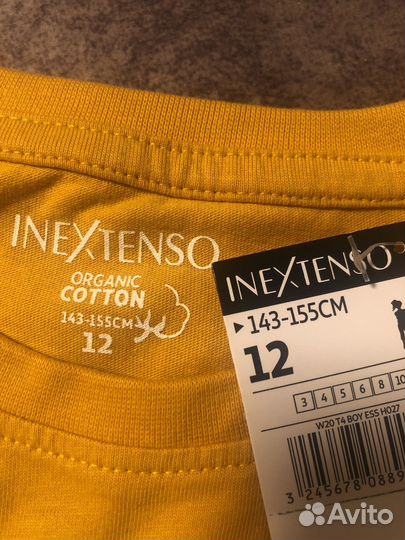 INEXTENSO
ORGANIC
COTTON
143-155CM
12
INEXTENSO
►143-155CM
12
3 4 5 6 8 10
W20 T4 BOY ESS H027
3 245678 0889
Avito